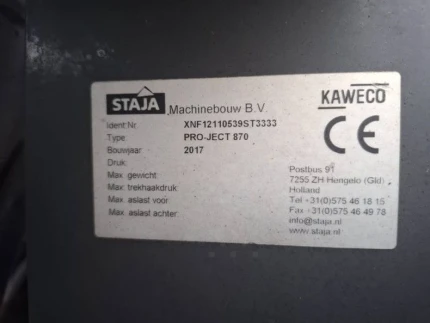 STAJA Machinebouw B.V. KAWECO
CE
Ident.Nr. XNF12110539ST3333
Type PRO-JECT 870
Bouwjaar 2017
Druk:
Max. gewicht:
Max. trekhaakdruk:
Max. aslast voor:
Max. aslast achter:
Postbus 91
7255 ZH Hengelo (Gld)
Holland
Tel +31(0)575 46 18 15
Fax +31(0)575 46 49 78
info@staja.nl
www.staja.nl